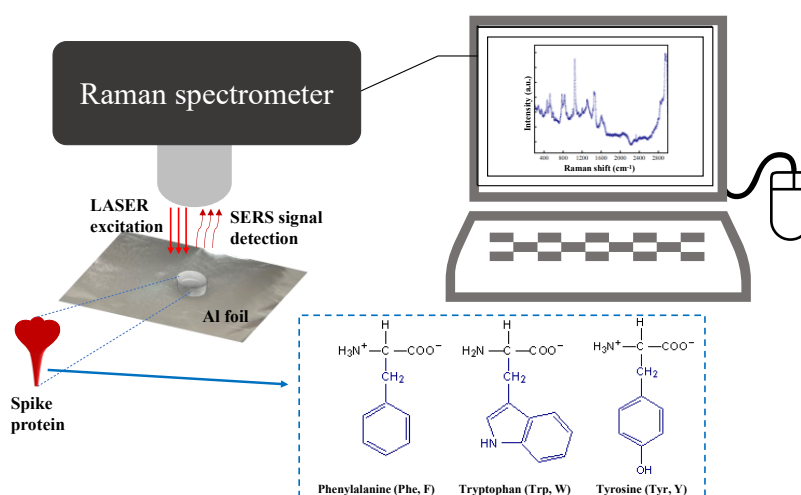 Raman spectrometer
Intensity (a.u.)
400 800 1200 1600 2000 2400 2800
Raman shift (cm⁻¹)
LASER
excitation
SERS signal
detection
Al foil
Spike
protein
H
H₃N⁺—C—COO⁻
CH₂
Phenylalanine (Phe, F)
H
H₂N—C—COO⁻
CH₂
HN
Tryptophan (Trp, W)
H
H₃N⁺—C—COO⁻
CH₂
OH
Tyrosine (Tyr, Y)